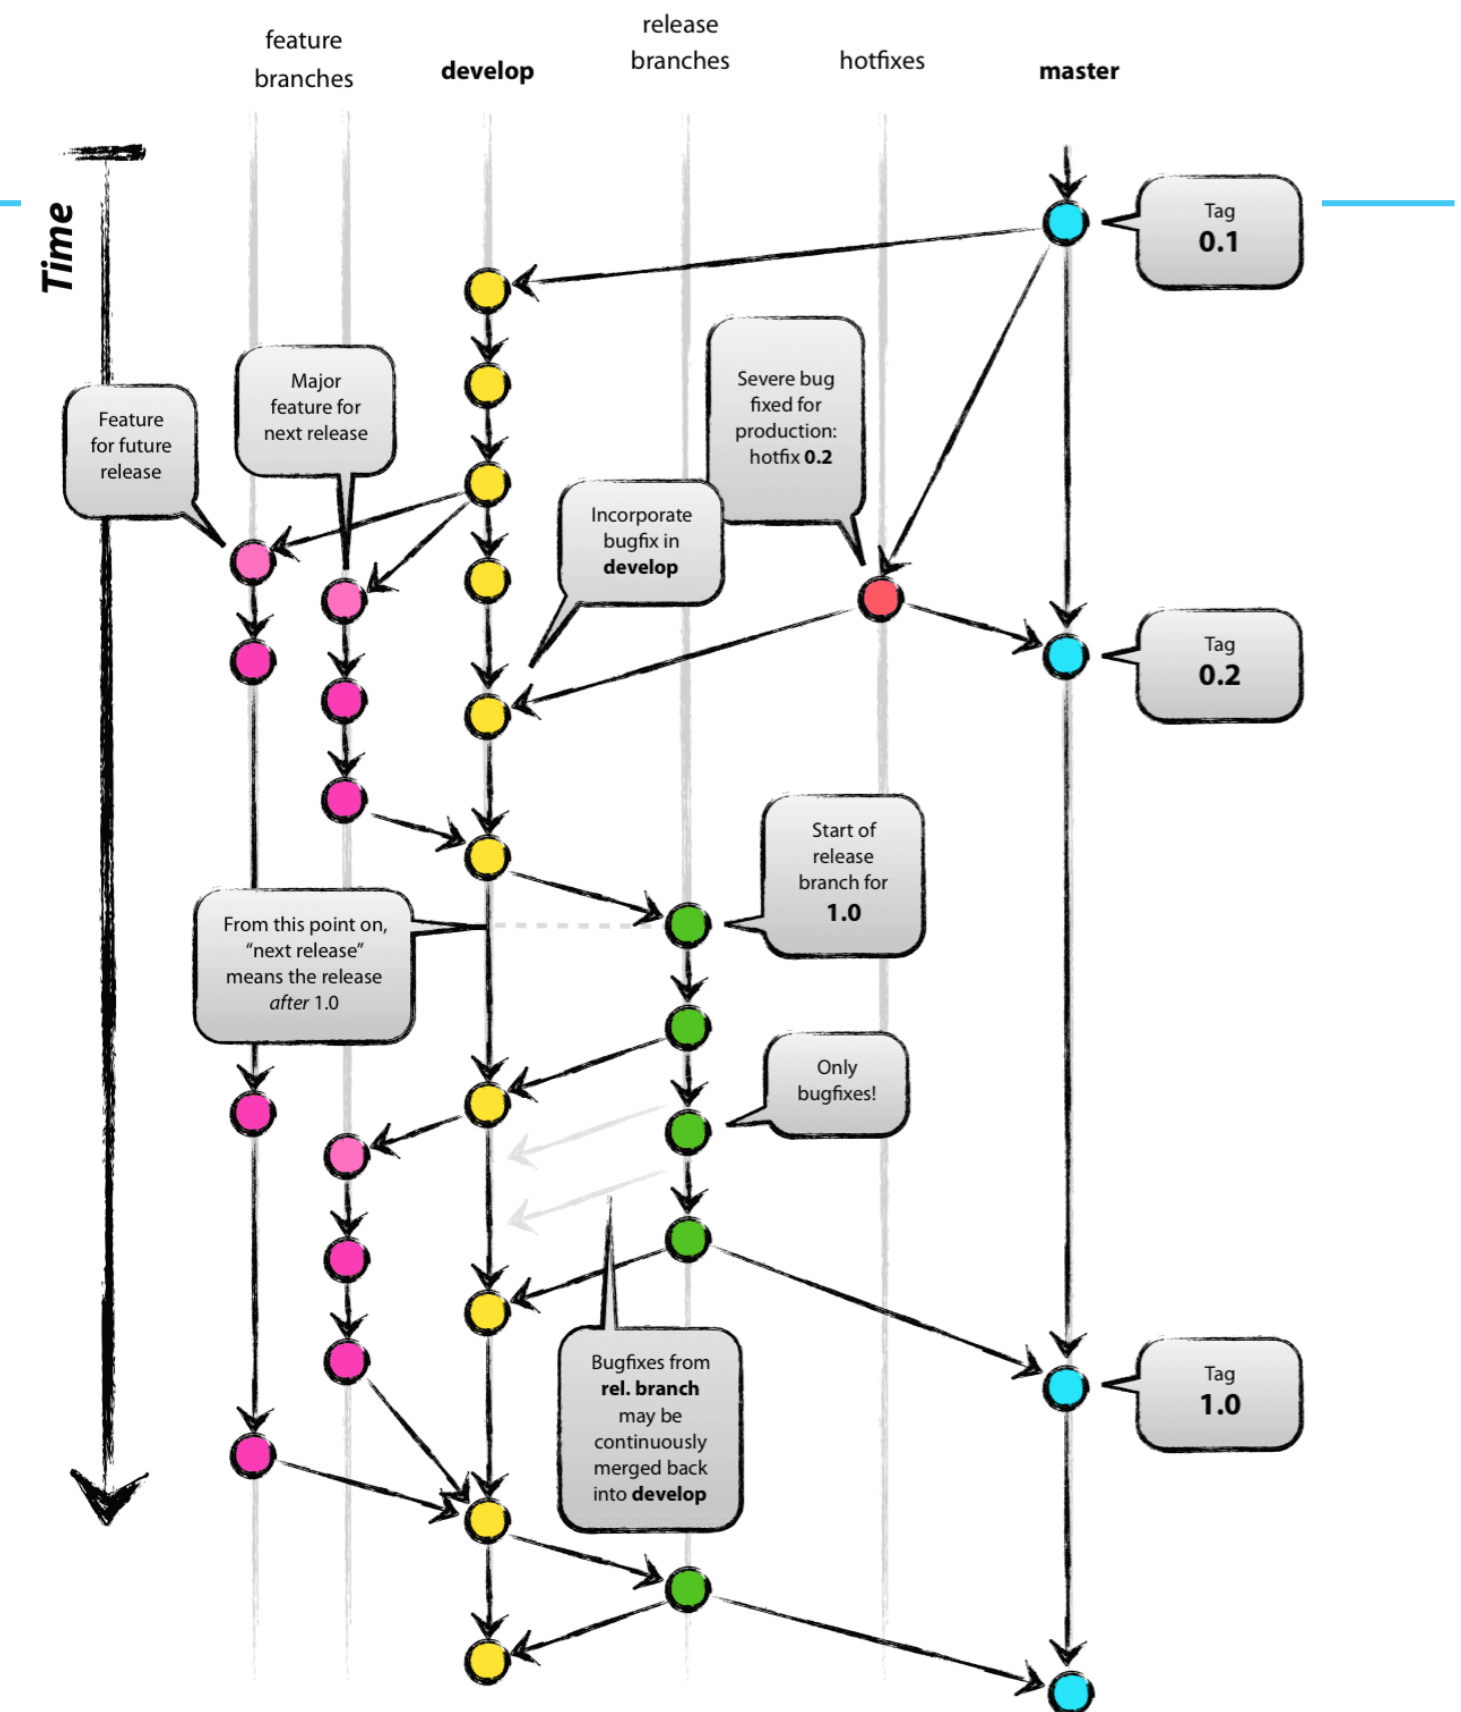 feature
branches
develop
release
branches
hotfixes
master
Time
Tag
0.1
Major
feature for
next release
Feature
for future
release
Severe bug
fixed for
production:
hotfix 0.2
Incorporate
bugfix in
develop
Tag
0.2
Start of
release
branch for
1.0
From this point on,
“next release”
means the release
after 1.0
Only
bugfixes!
Bugfixes from
rel. branch
may be
continuously
merged back
into develop
Tag
1.0